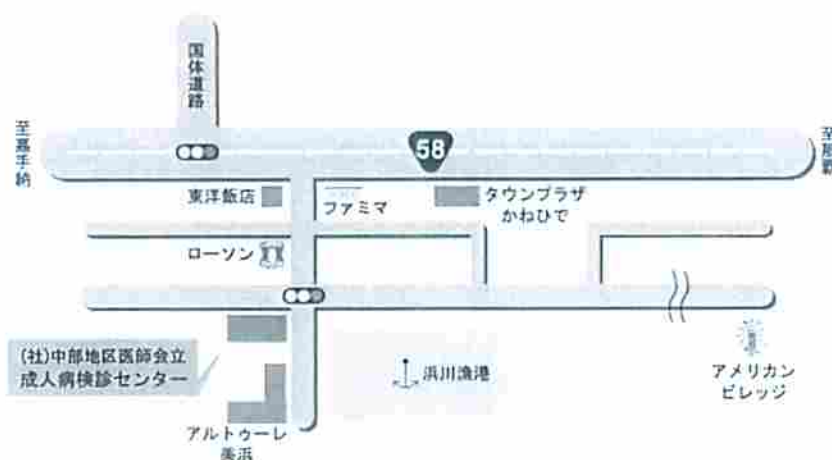 国体道路
至嘉手納
58
至那覇
東洋飯店
ファミマ
タウンプラザ
かねひで
ローソン
(社)中部地区医師会立
成人病検診センター
浜川漁港
アメリカン
ビレッジ
アルトゥーレ
美浜